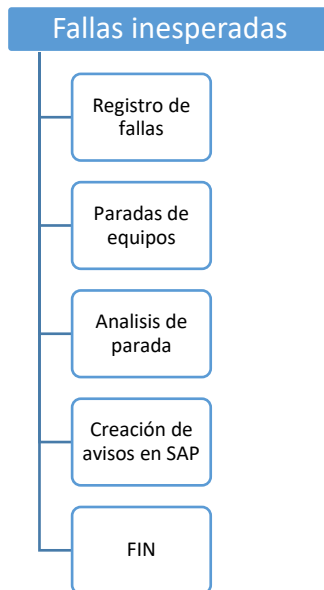 Fallas inesperadas
Registro de
fallas
Paradas de
equipos
Analisis de
parada
Creación de
avisos en SAP
FIN